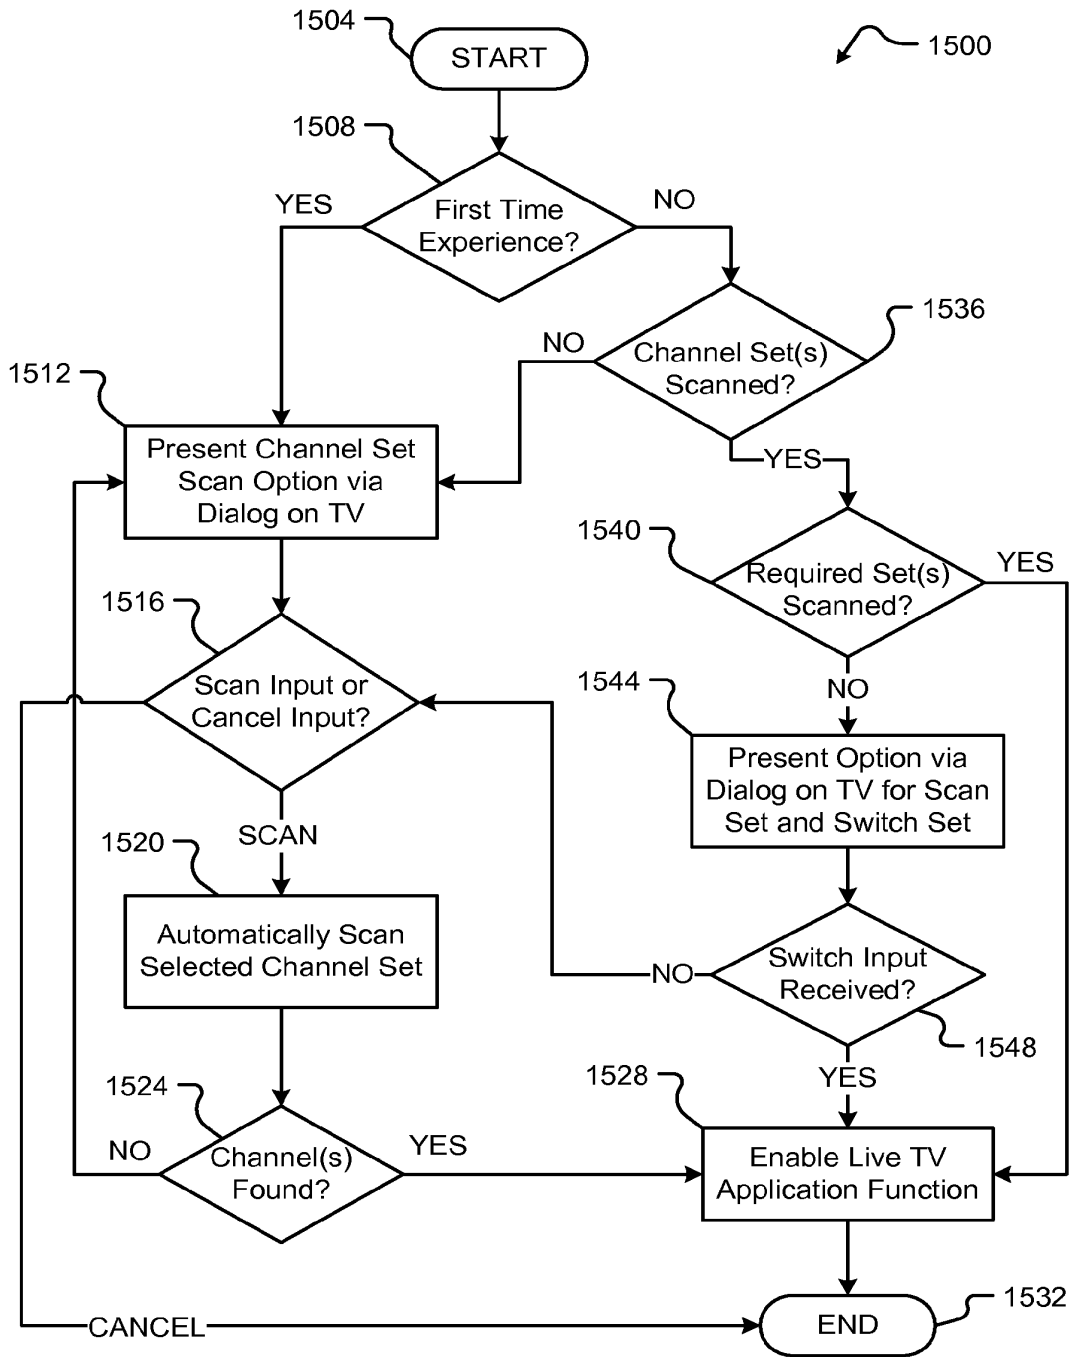 1504
START
1500
1508
First Time
Experience?
YES
NO
1536
Channel Set(s)
Scanned?
NO
YES
1512
Present Channel Set
Scan Option via
Dialog on TV
1540
Required Set(s)
Scanned?
YES
NO
1516
Scan Input or
Cancel Input?
1544
Present Option via
Dialog on TV for Scan
Set and Switch Set
SCAN
1520
Automatically Scan
Selected Channel Set
Switch Input
Received?
NO
1548
YES
1524
Channel(s)
Found?
NO
YES
1528
Enable Live TV
Application Function
1532
END
CANCEL